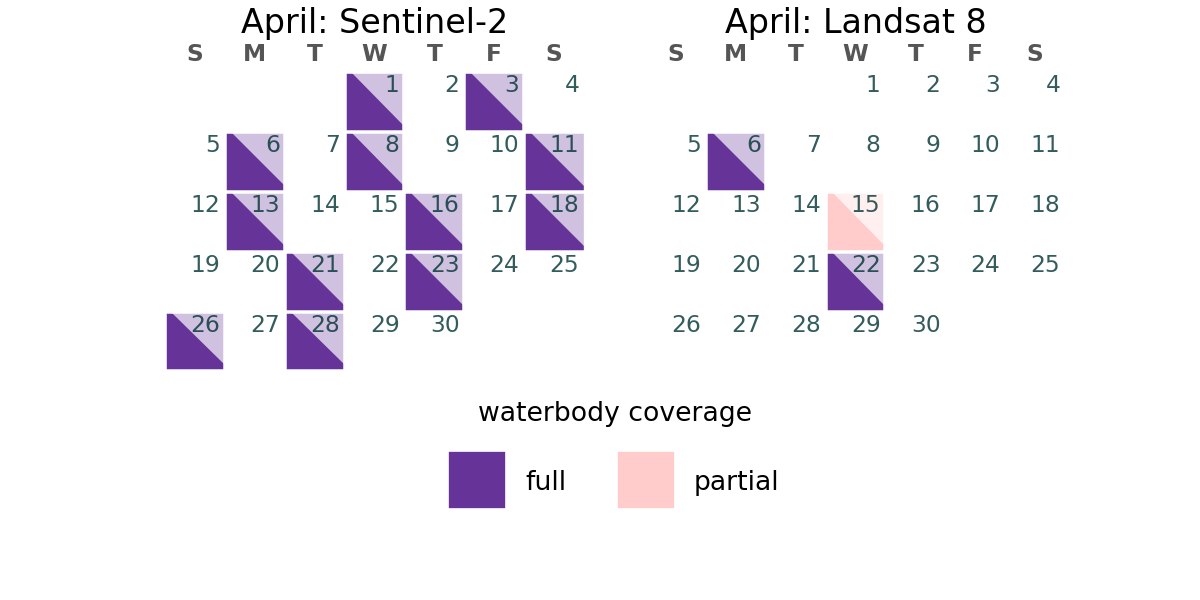 April: Sentinel-2
S M T W T F S
1 2 3 4
5 6 7 8 9 10 11
12 13 14 15 16 17 18
19 20 21 22 23 24 25
26 27 28 29 30
April: Landsat 8
S M T W T F S
1 2 3 4
5 6 7 8 9 10 11
12 13 14 15 16 17 18
19 20 21 22 23 24 25
26 27 28 29 30
waterbody coverage
full
partial